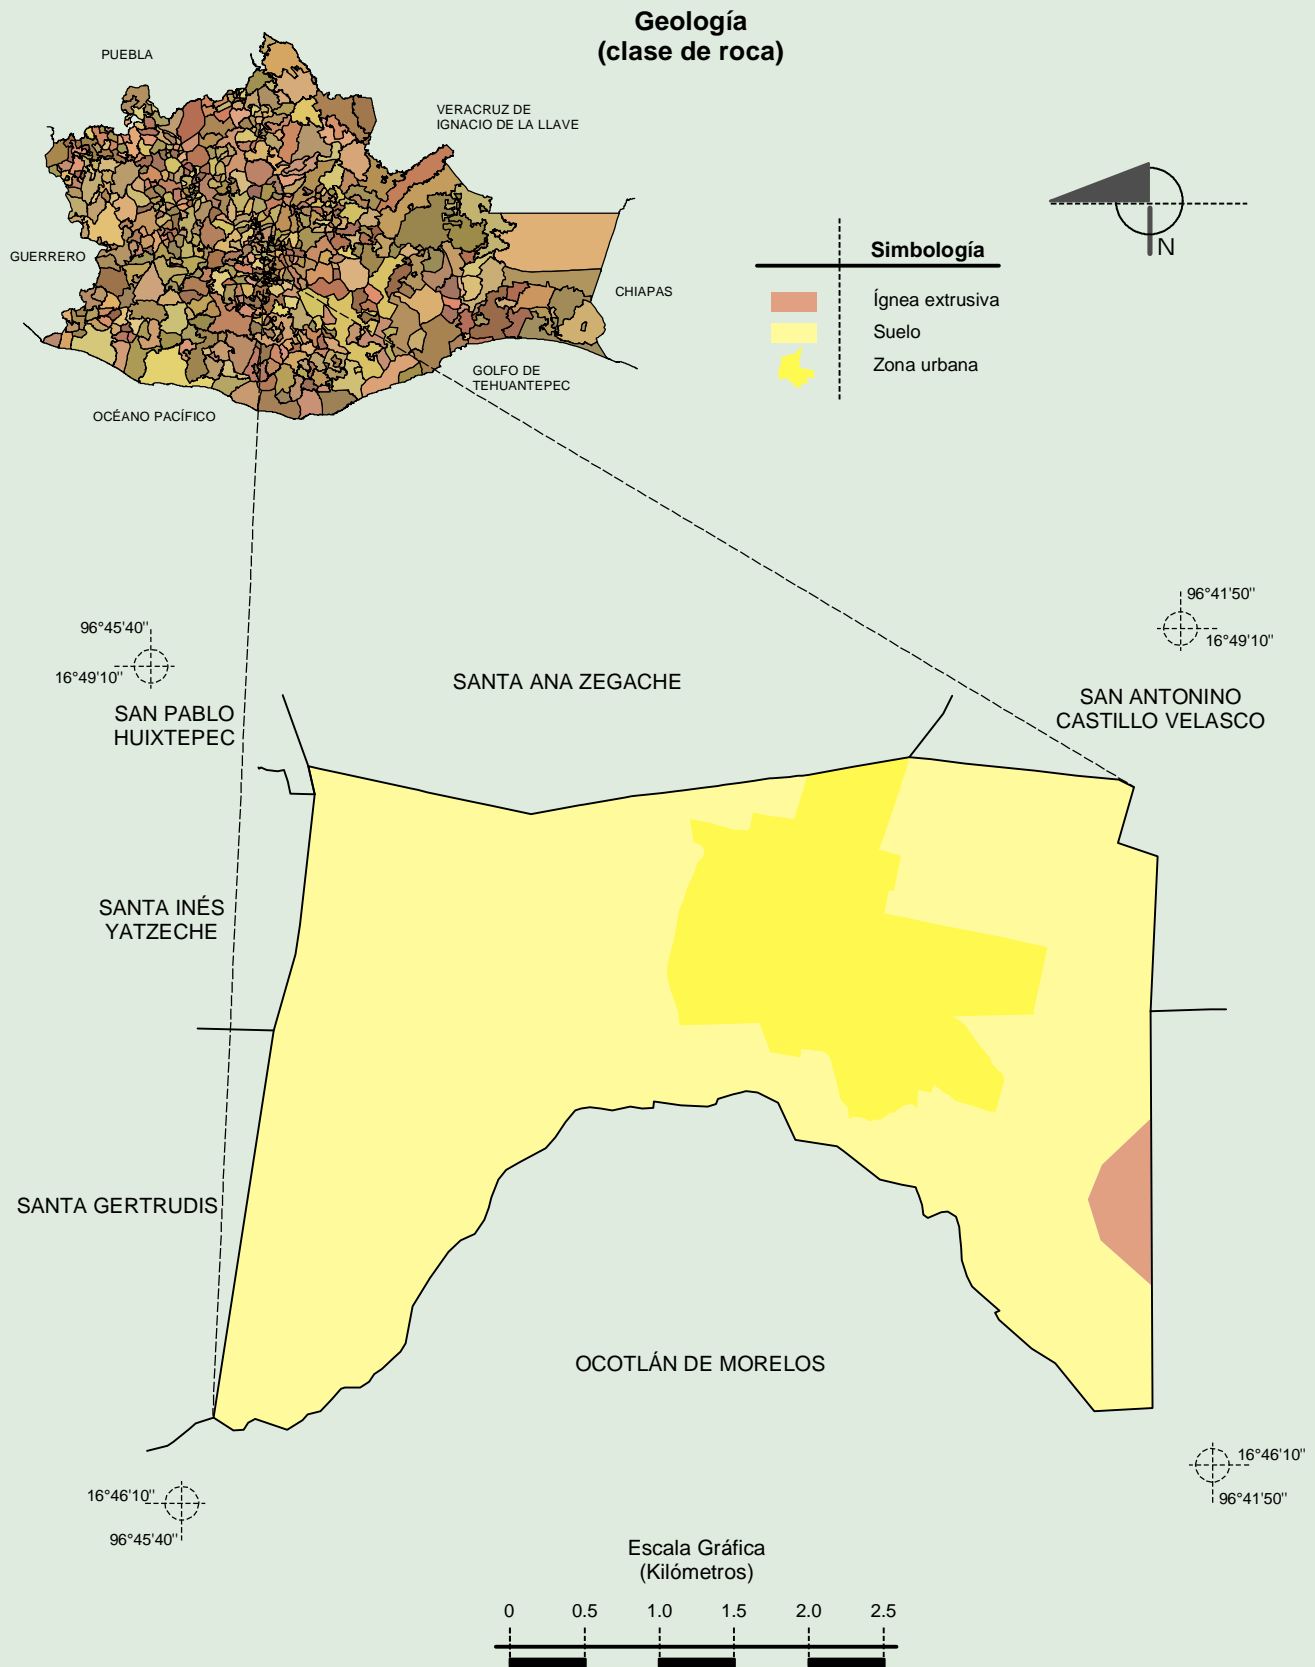 Geología
(clase de roca)
PUEBLA
VERACRUZ DE
IGNACIO DE LA LLAVE
GUERRERO
CHIAPAS
GOLFO DE
TEHUANTEPEC
OCÉANO PACÍFICO
N
Simbología
Ígnea extrusiva
Suelo
Zona urbana
96°45'40"
16°49'10"
96°41'50"
16°49'10"
SANTA ANA ZEGACHE
SAN PABLO
HUIXTEPEC
SAN ANTONINO
CASTILLO VELASCO
SANTA INÉS
YATZECHE
SANTA GERTRUDIS
OCOTLÁN DE MORELOS
16°46'10"
96°45'40"
16°46'10"
96°41'50"
Escala Gráfica
(Kilómetros)
0 0.5 1.0 1.5 2.0 2.5